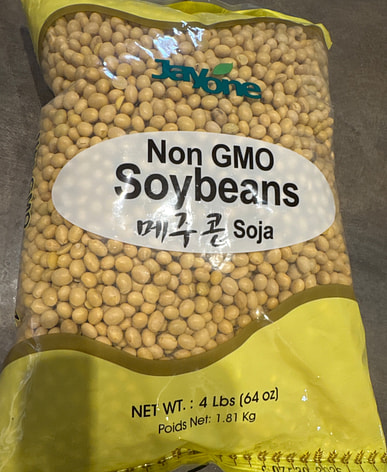 Jayone
Non GMO
Soybeans
메주콩 Soja
NET WT. : 4 Lbs (64 oz)
Poids Net: 1.81 Kg